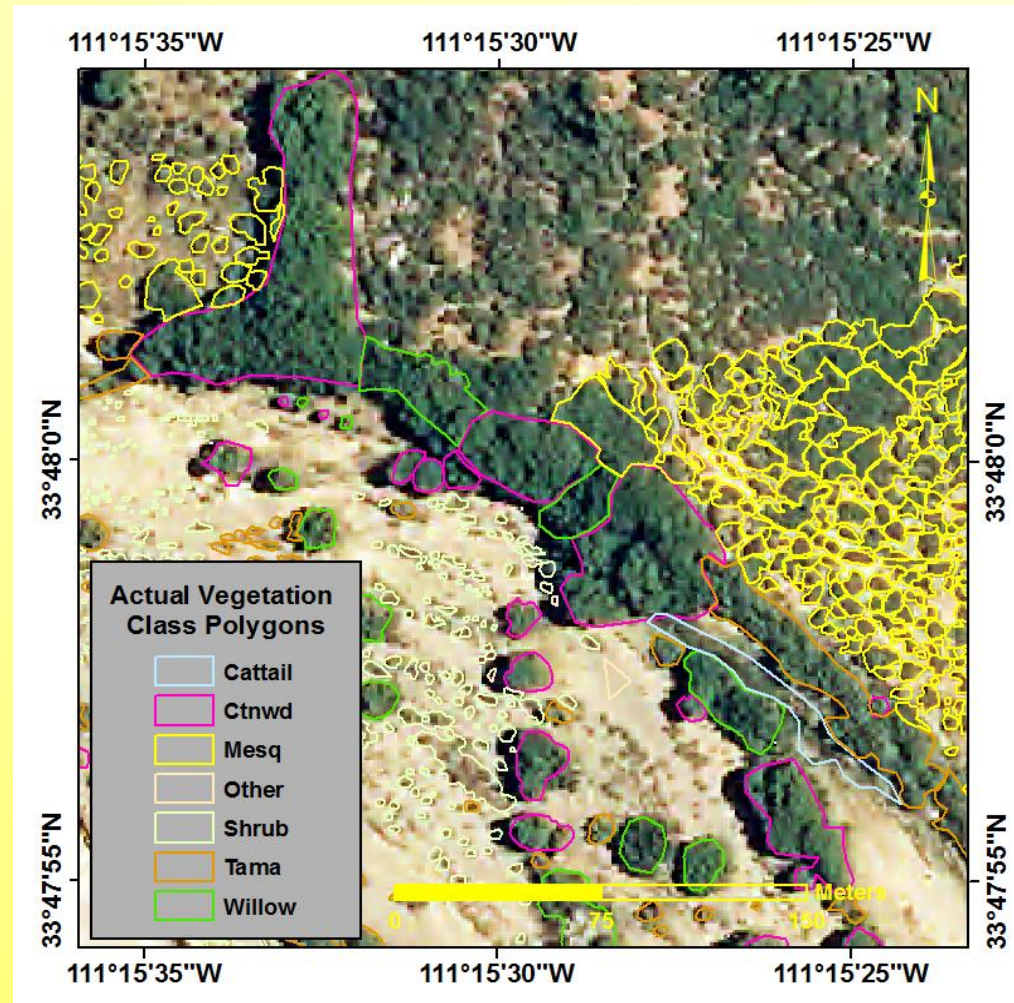 111°15'35"W 111°15'30"W 111°15'25"W
N
33°48'0"N 33°48'0"N
Actual Vegetation
Class Polygons
Cattail
Ctnwd
Mesq
Other
Shrub
Tama
Willow
33°47'55"N 33°47'55"N
Meters
0 75 150
111°15'35"W 111°15'30"W 111°15'25"W